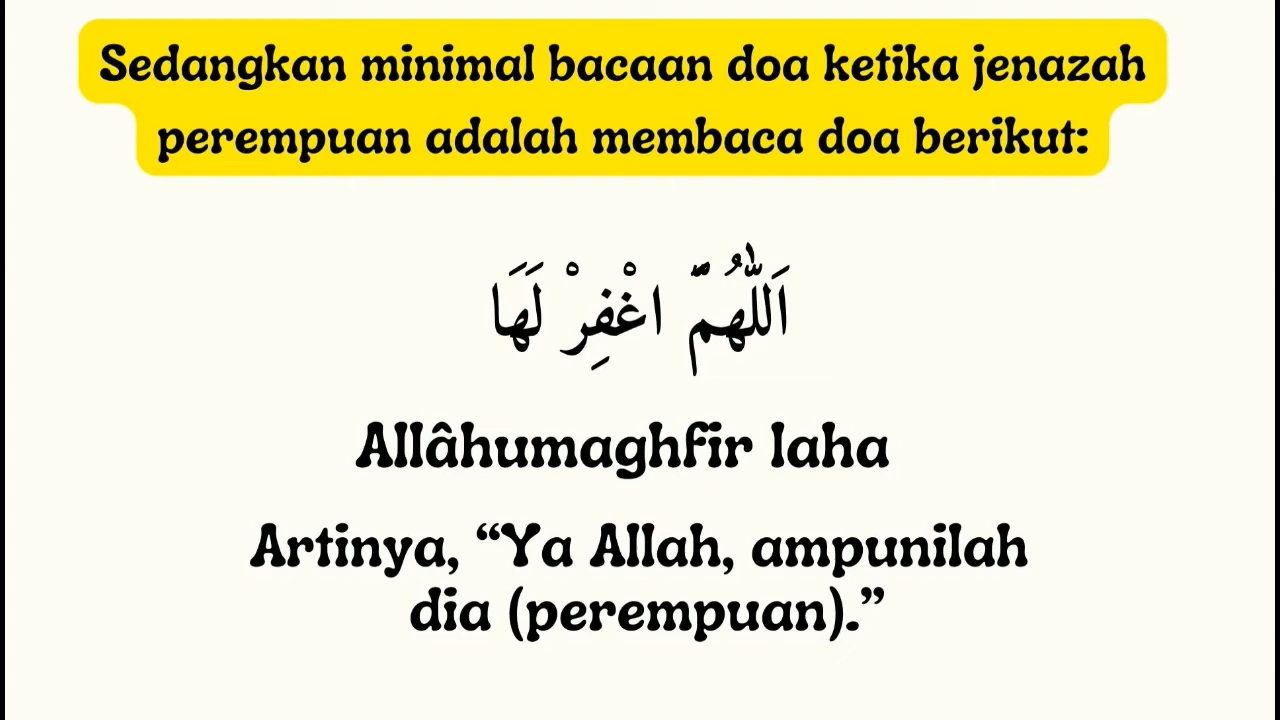 Sedangkan minimal bacaan doa ketika jenazah
perempuan adalah membaca doa berikut:
اَللّٰهُمَّ اغْفِرْ لَهَا
Allâhumaghfir laha
Artinya, “Ya Allah, ampunilah
dia (perempuan).”